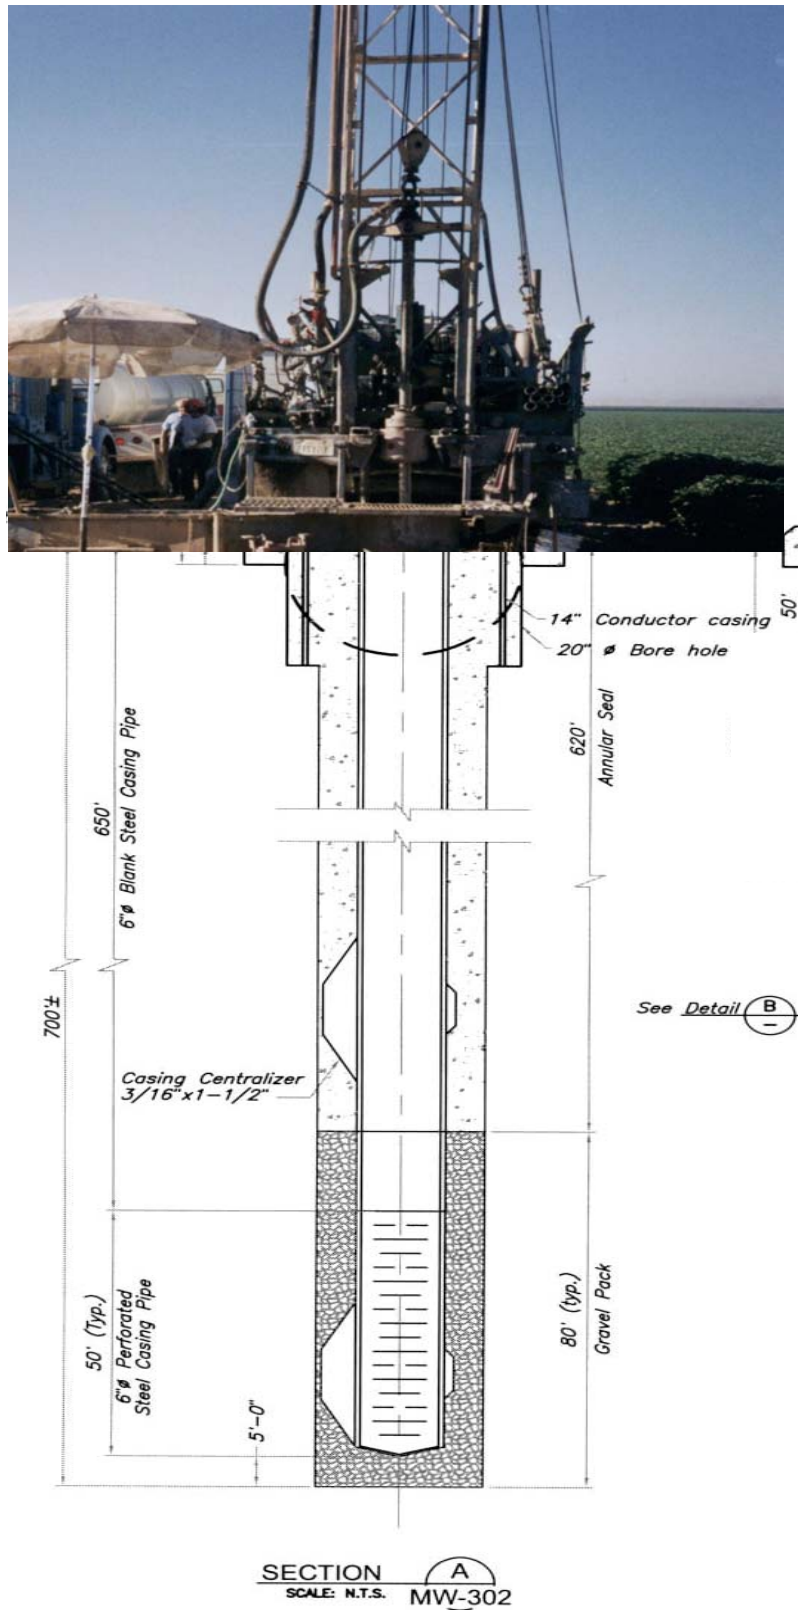 50'
14" Conductor casing
20" ø Bore hole
650'
6"ø Blank Steel Casing Pipe
620'
Annular Seal
700'±
See Detail B
–
Casing Centralizer
3/16"x1-1/2"
50' (Typ.)
6"ø Perforated
Steel Casing Pipe
5'-0"
80' (typ.)
Gravel Pack
SECTION A
SCALE: N.T.S. MW-302